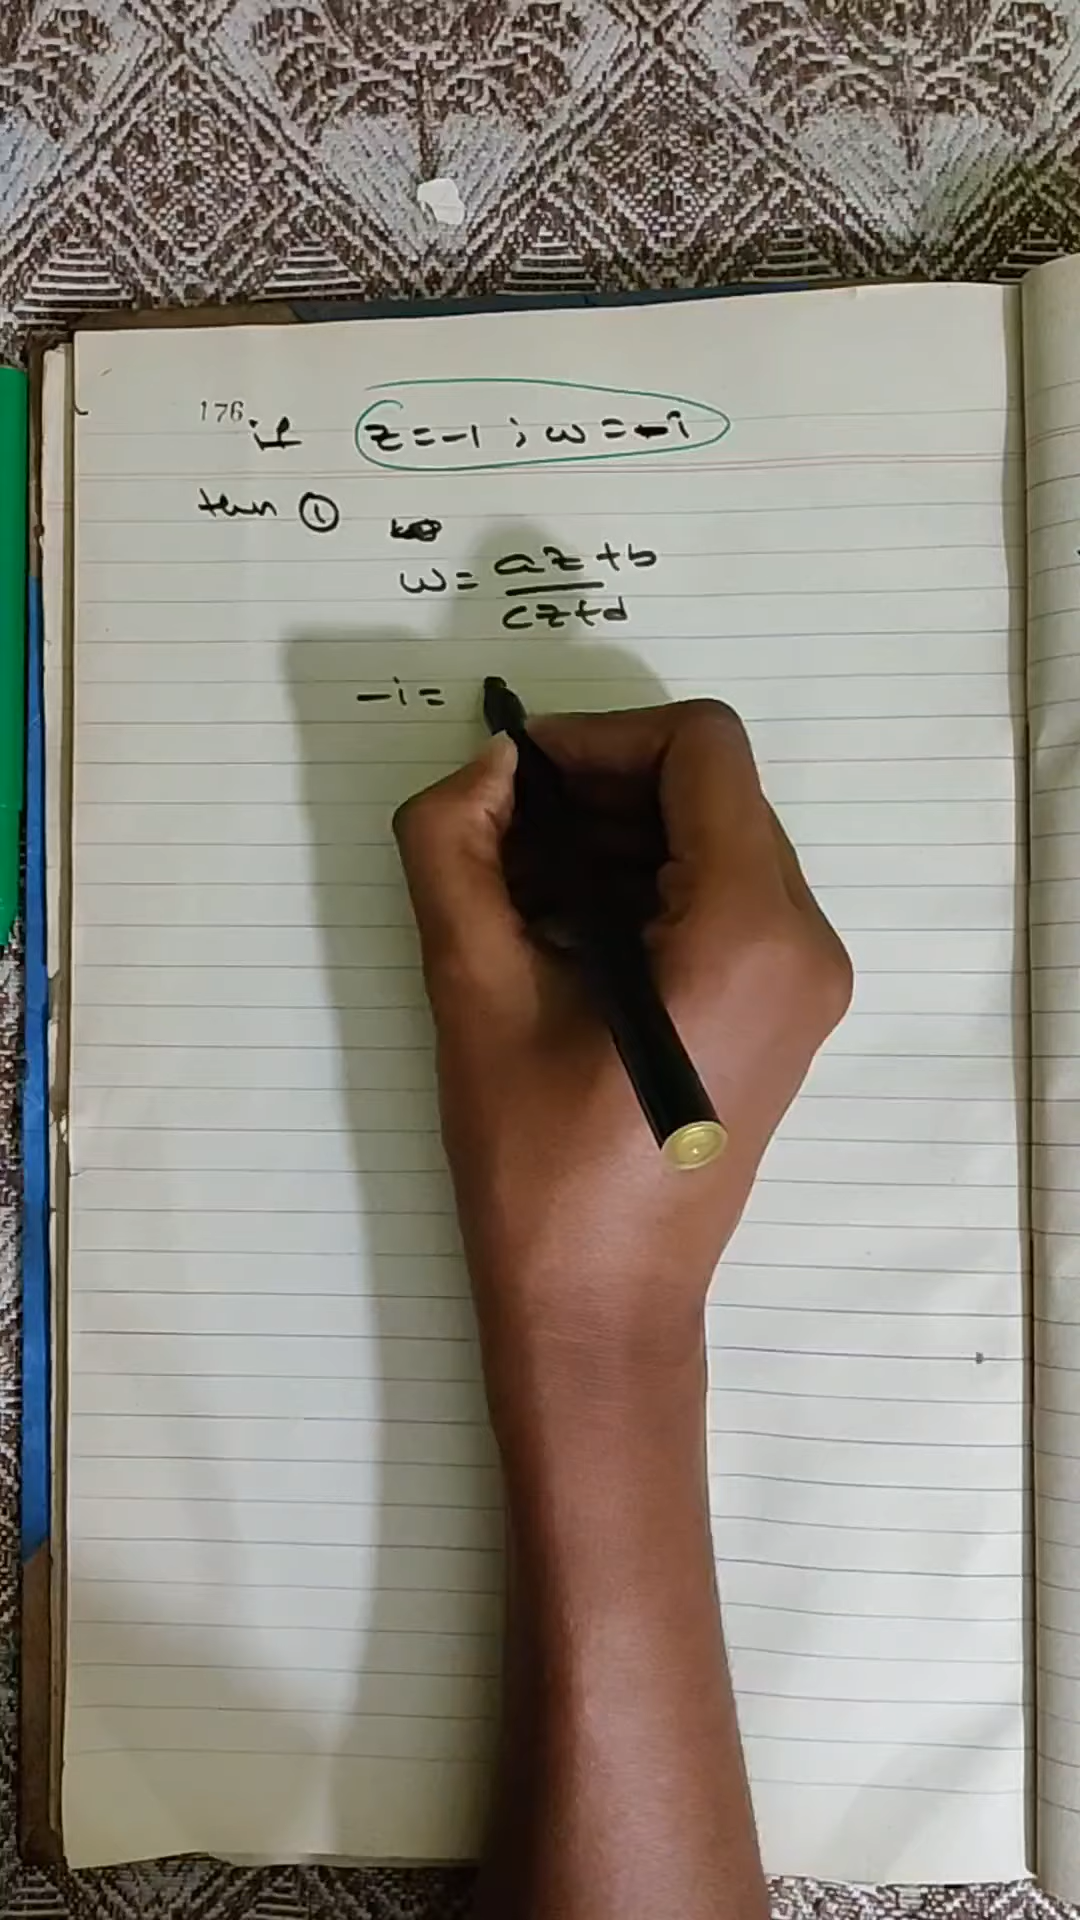 176
if z = -1 ; w = -i
then ①
w = az + b / cz + d
-i =